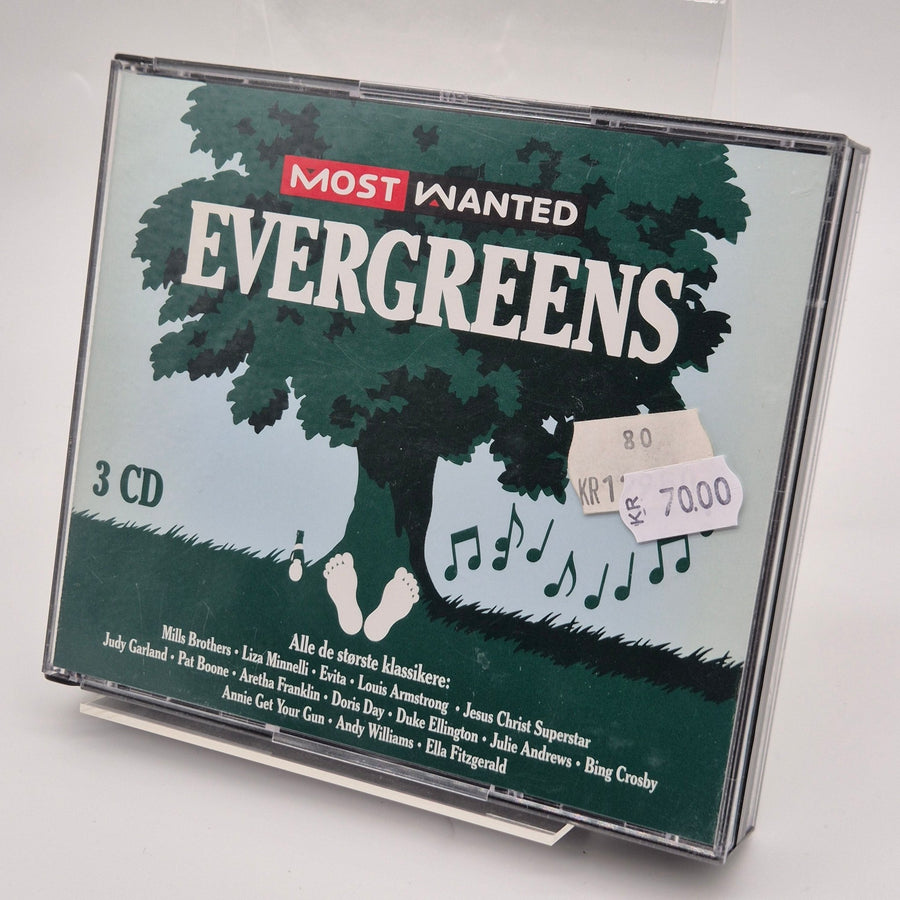 MOST WANTED
EVERGREENS
80
KR 1
KR 70.00
3 CD
Alle de største klassikere:
Mills Brothers • Liza Minnelli • Evita • Louis Armstrong • Jesus Christ Superstar
Judy Garland • Pat Boone • Aretha Franklin • Doris Day • Duke Ellington • Julie Andrews • Bing Crosby
Annie Get Your Gun • Andy Williams • Ella Fitzgerald